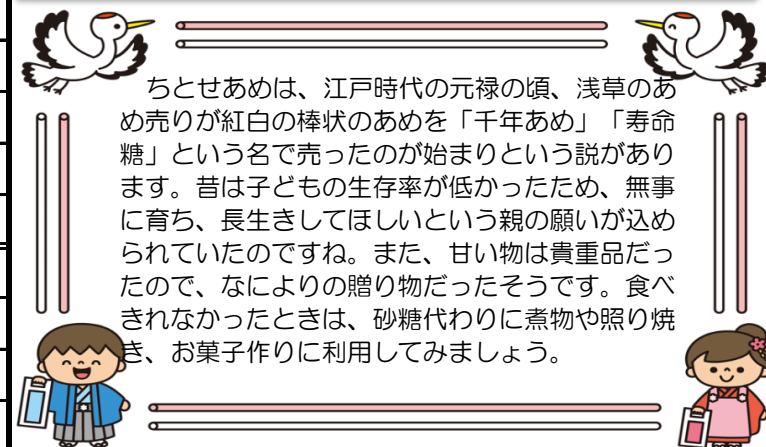 ちとせあめは、江戸時代の元禄の頃、浅草のあ
め売りが紅白の棒状のあめを「千年あめ」「寿命
糖」という名で売ったのが始まりという説があり
ます。昔は子どもの生存率が低かったため、無事
に育ち、長生きしてほしいという親の願いが込め
られていたのですね。また、甘い物は貴重品だっ
たので、なによりの贈り物だったそうです。食べ
きれなかったときは、砂糖代わりに煮物や照り焼
き、お菓子作りに利用してみましょう。